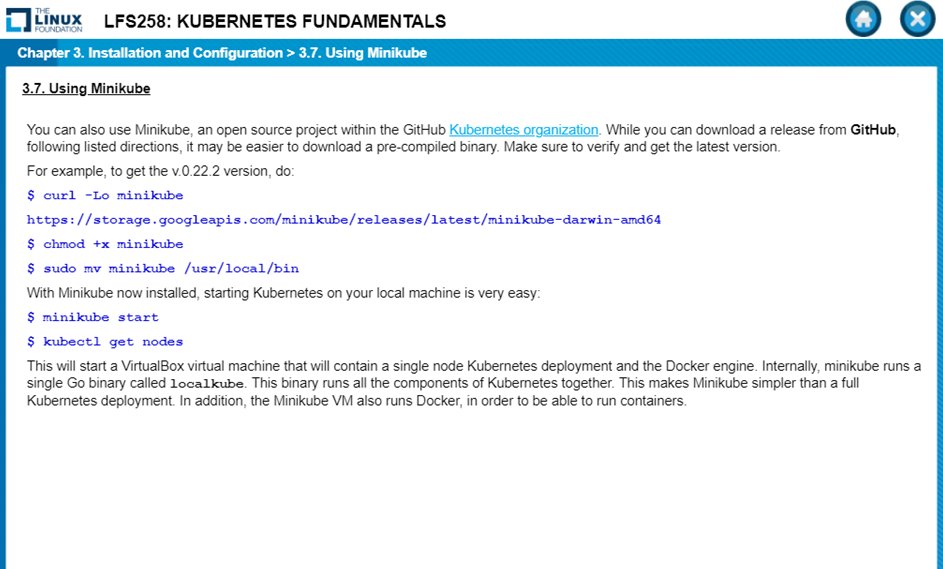 THE
LINUX
FOUNDATION
LFS258: KUBERNETES FUNDAMENTALS
Chapter 3. Installation and Configuration > 3.7. Using Minikube
3.7. Using Minikube
You can also use Minikube, an open source project within the GitHub Kubernetes organization. While you can download a release from GitHub,
following listed directions, it may be easier to download a pre-compiled binary. Make sure to verify and get the latest version.
For example, to get the v.0.22.2 version, do:
$ curl -Lo minikube
https://storage.googleapis.com/minikube/releases/latest/minikube-darwin-amd64
$ chmod +x minikube
$ sudo mv minikube /usr/local/bin
With Minikube now installed, starting Kubernetes on your local machine is very easy:
$ minikube start
$ kubectl get nodes
This will start a VirtualBox virtual machine that will contain a single node Kubernetes deployment and the Docker engine. Internally, minikube runs a
single Go binary called localkube. This binary runs all the components of Kubernetes together. This makes Minikube simpler than a full
Kubernetes deployment. In addition, the Minikube VM also runs Docker, in order to be able to run containers.